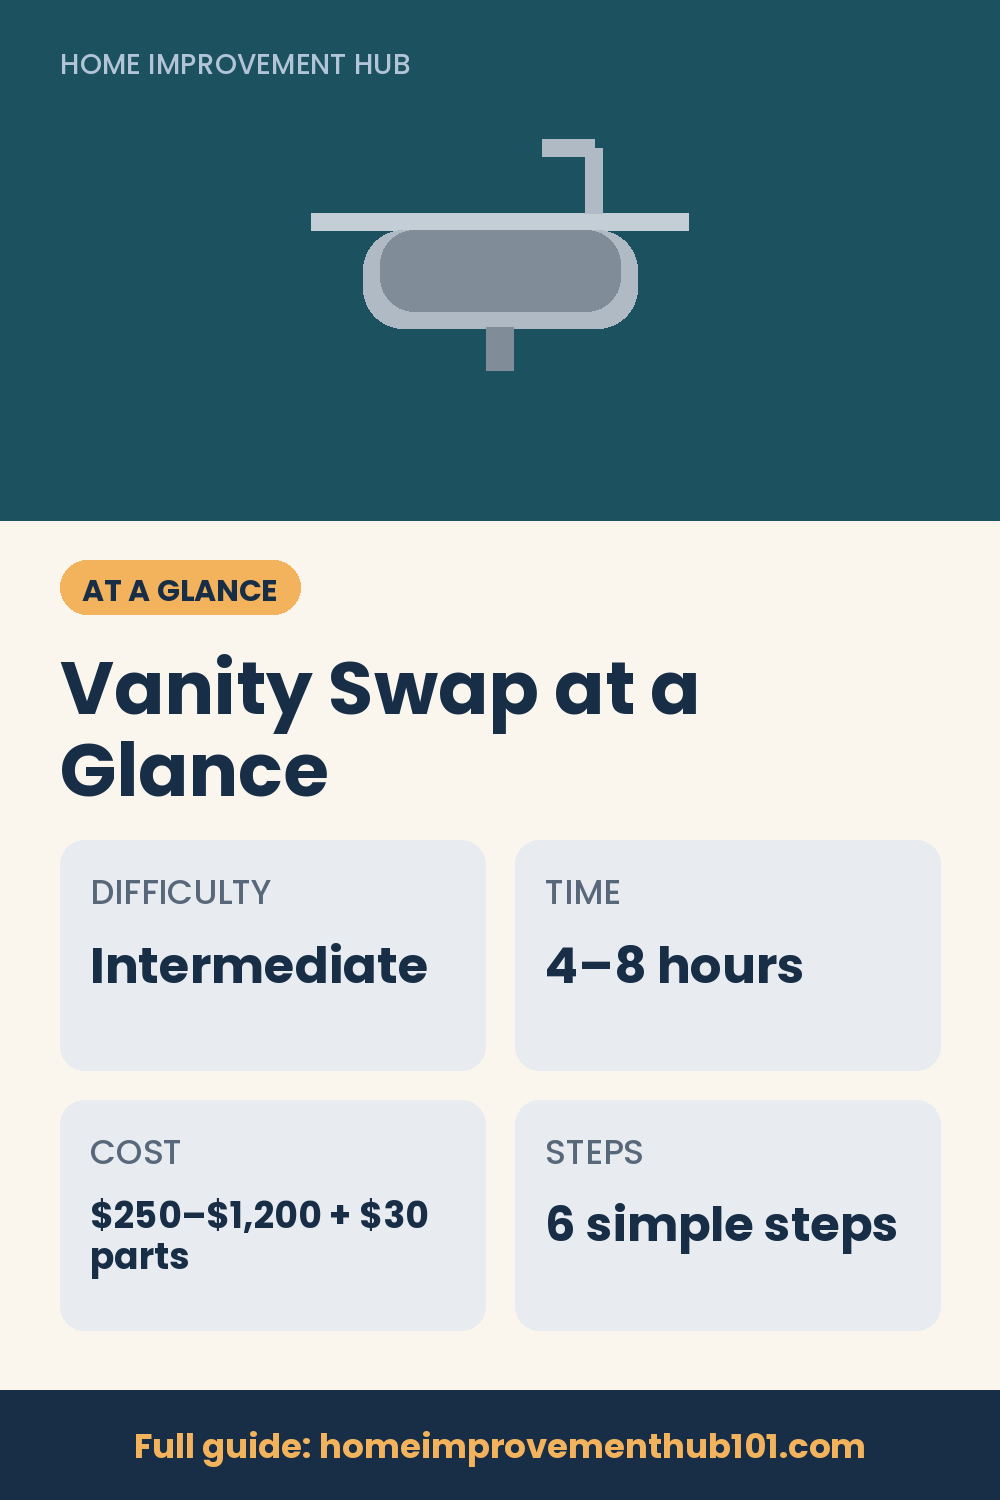 HOME IMPROVEMENT HUB
AT A GLANCE
Vanity Swap at a
Glance
DIFFICULTY
Intermediate
TIME
4–8 hours
COST
$250–$1,200 + $30
parts
STEPS
6 simple steps
Full guide: homeimprovementhub101.com